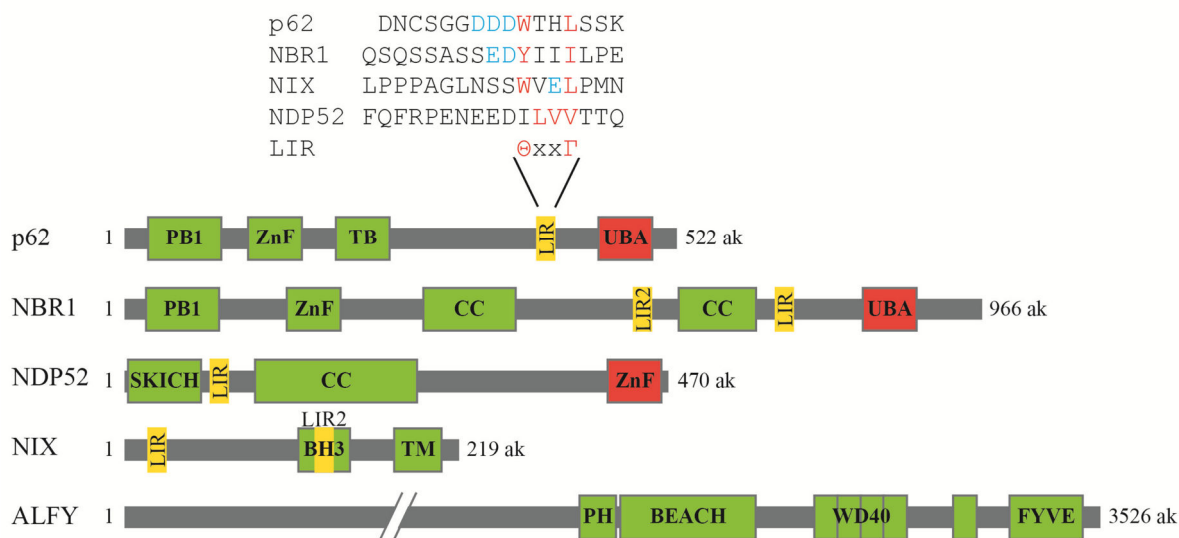 p62 DNCSGGDDDWTHLSSK
NBR1 QSQSSASSEDYIIILPE
NIX LPPPAGLNSSWVELPMN
NDP52 FQFRPENEEDILVVTTQ
LIR ΘxxΓ
p62 1 PB1 ZnF TB LIR UBA 522 ak
NBR1 1 PB1 ZnF CC LIR2 CC LIR UBA 966 ak
NDP52 1 SKICH LIR CC ZnF 470 ak
LIR2
NIX 1 LIR BH3 TM 219 ak
ALFY 1 PH BEACH WD40 FYVE 3526 ak